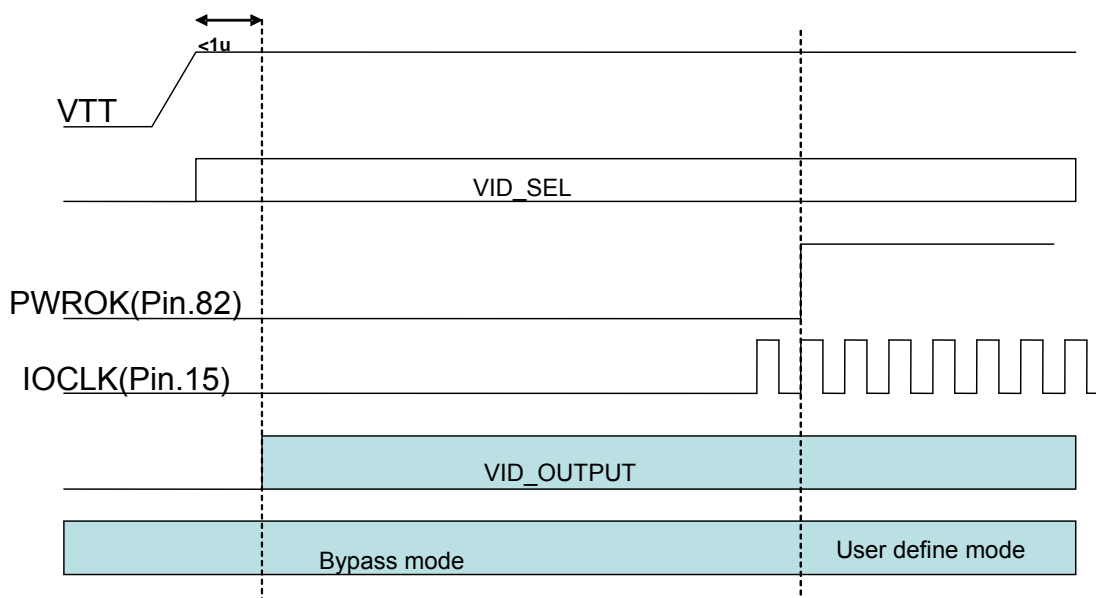 <1u
VTT
VID_SEL
PWROK(Pin.82)
IOCLK(Pin.15)
VID_OUTPUT
Bypass mode
User define mode